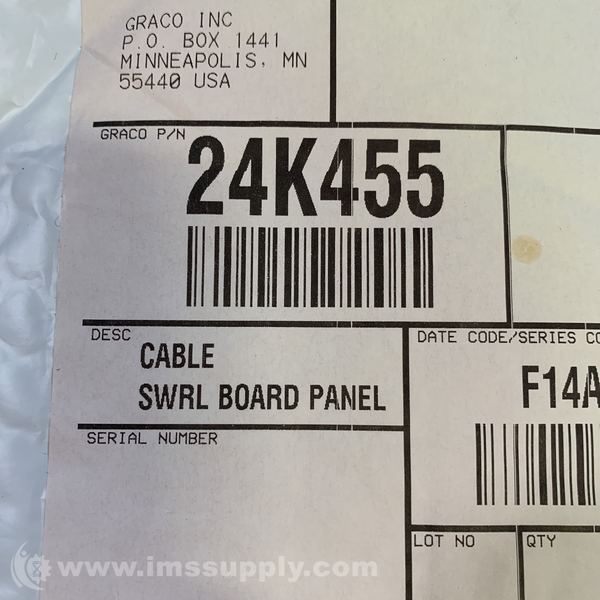 GRACO INC
P.O. BOX 1441
MINNEAPOLIS, MN
55440 USA
GRACO P/N
24K455
DESC
CABLE
SWRL BOARD PANEL
DATE CODE/SERIES CO
F14A
SERIAL NUMBER
LOT NO
QTY
www.imssupply.com